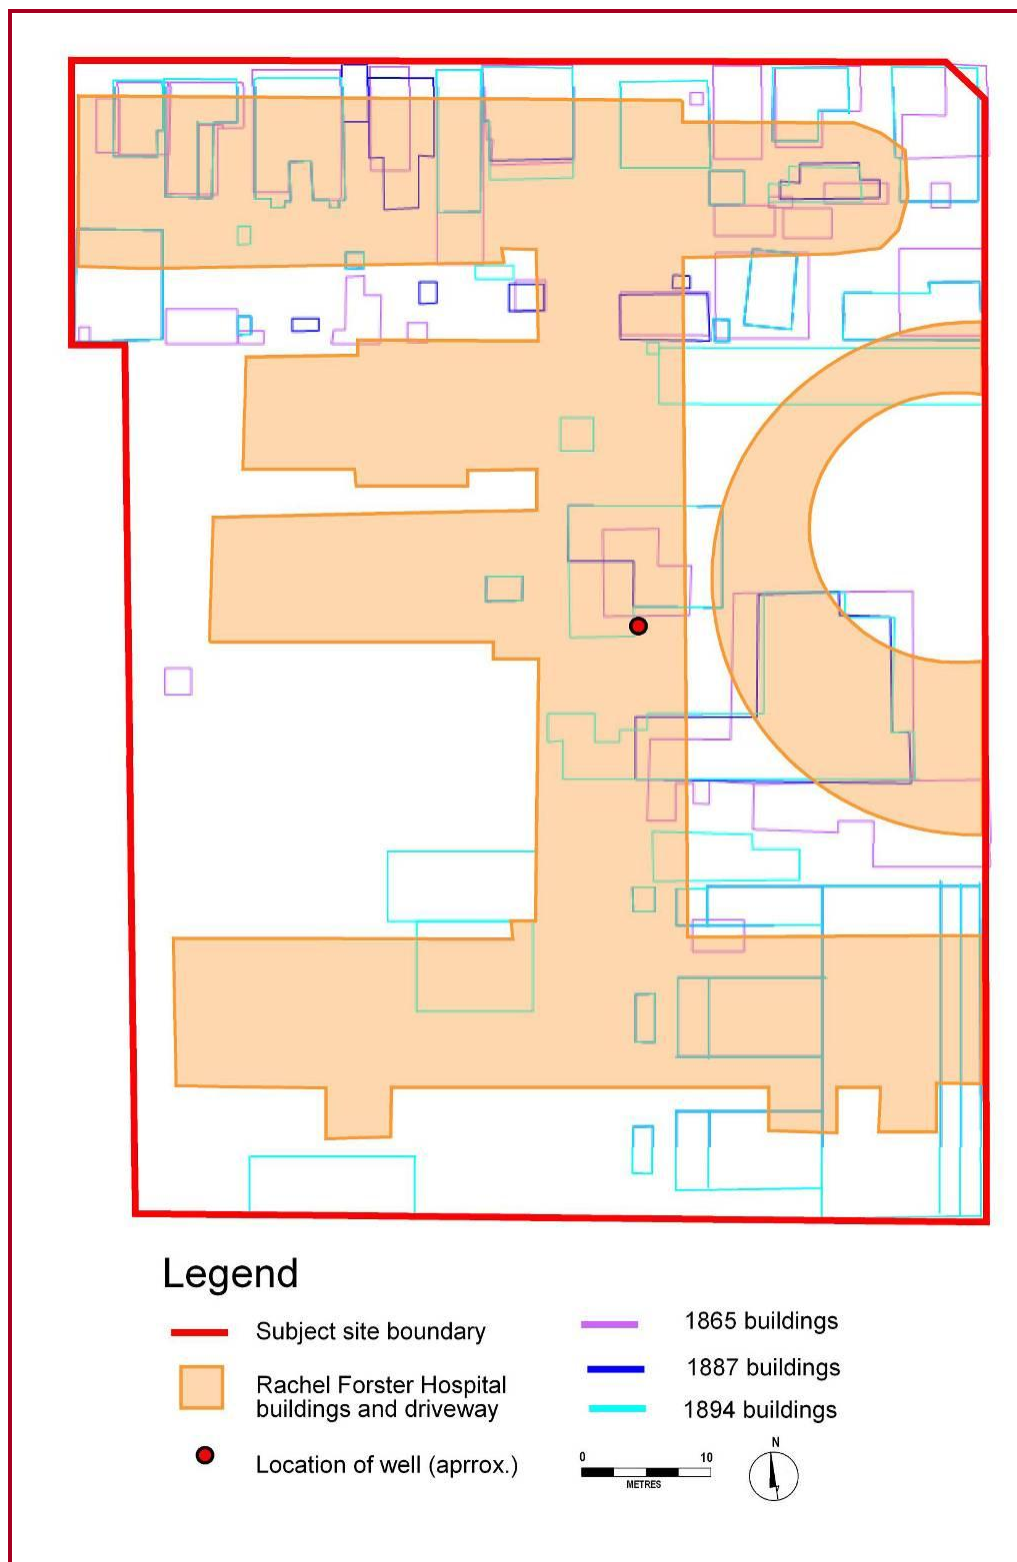 Legend
Subject site boundary
Rachel Forster Hospital
buildings and driveway
Location of well (aprrox.)
1865 buildings
1887 buildings
1894 buildings
0 10
METRES
N